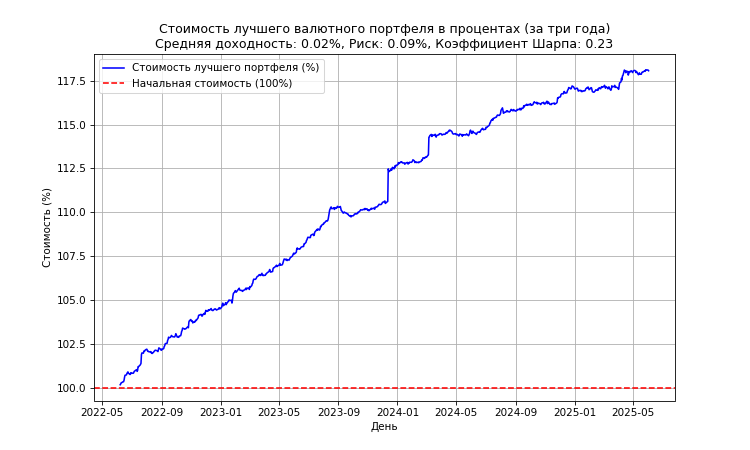 Стоимость лучшего валютного портфеля в процентах (за три года)
Средняя доходность: 0.02%, Риск: 0.09%, Коэффициент Шарпа: 0.23
Стоимость лучшего портфеля (%)
Начальная стоимость (100%)
Стоимость (%)
117.5
115.0
112.5
110.0
107.5
105.0
102.5
100.0
2022-05 2022-09 2023-01 2023-05 2023-09 2024-01 2024-05 2024-09 2025-01 2025-05
День